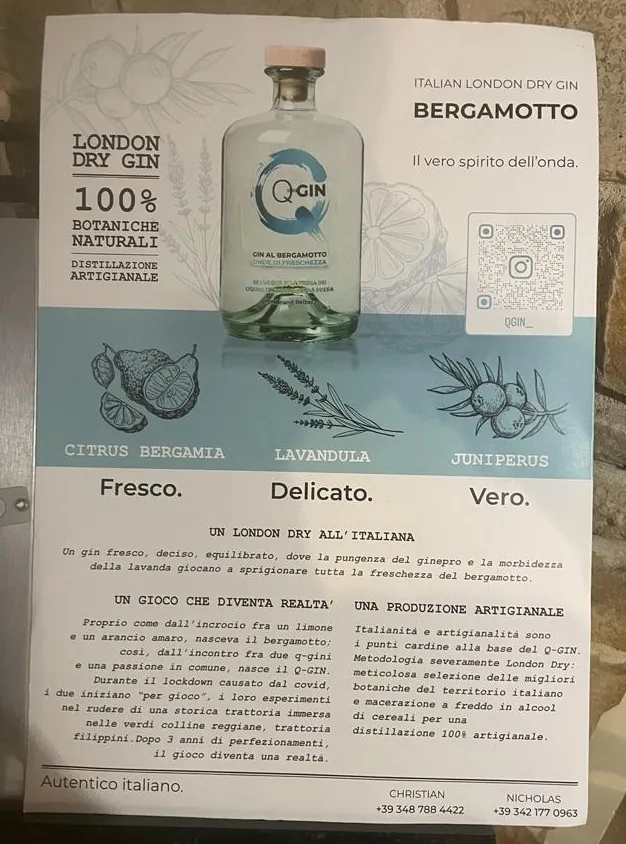 LONDON
DRY GIN
100%
BOTANICHE
NATURALI
DISTILLAZIONE
ARTIGIANALE
Q-GIN
GIN AL BERGAMOTTO
ONDE DI FRESCHEZZA
ITALIAN LONDON DRY GIN
BERGAMOTTO
Il vero spirito dell'onda.
QGIN_
CITRUS BERGAMIA
LAVANDULA
JUNIPERUS
Fresco.
Delicato.
Vero.
UN LONDON DRY ALL'ITALIANA
Un gin fresco, deciso, equilibrato, dove la pungenza del ginepro e la morbidezza
della lavanda giocano a sprigionare tutta la freschezza del bergamotto.
UN GIOCO CHE DIVENTA REALTA'
Proprio come dall'incrocio fra un limone
e un arancio amaro, nasceva il bergamotto;
così, dall'incontro fra due q-gini
e una passione in comune, nasce il Q-GIN.
Durante il lockdown causato dal covid,
i due iniziano "per gioco", i loro esperimenti
nel rudere di una storica trattoria immersa
nelle verdi colline reggiane, trattoria
filippini.Dopo 3 anni di perfezionamenti,
il gioco diventa una realtà.
UNA PRODUZIONE ARTIGIANALE
Italianità e artigianalità sono
i punti cardine alla base del Q-GIN.
Metodologia severamente London Dry:
meticolosa selezione delle migliori
botaniche del territorio italiano
e macerazione a freddo in alcool
di cereali per una
distillazione 100% artigianale.
Autentico italiano.
CHRISTIAN
+39 348 788 4422
NICHOLAS
+39 342 177 0963